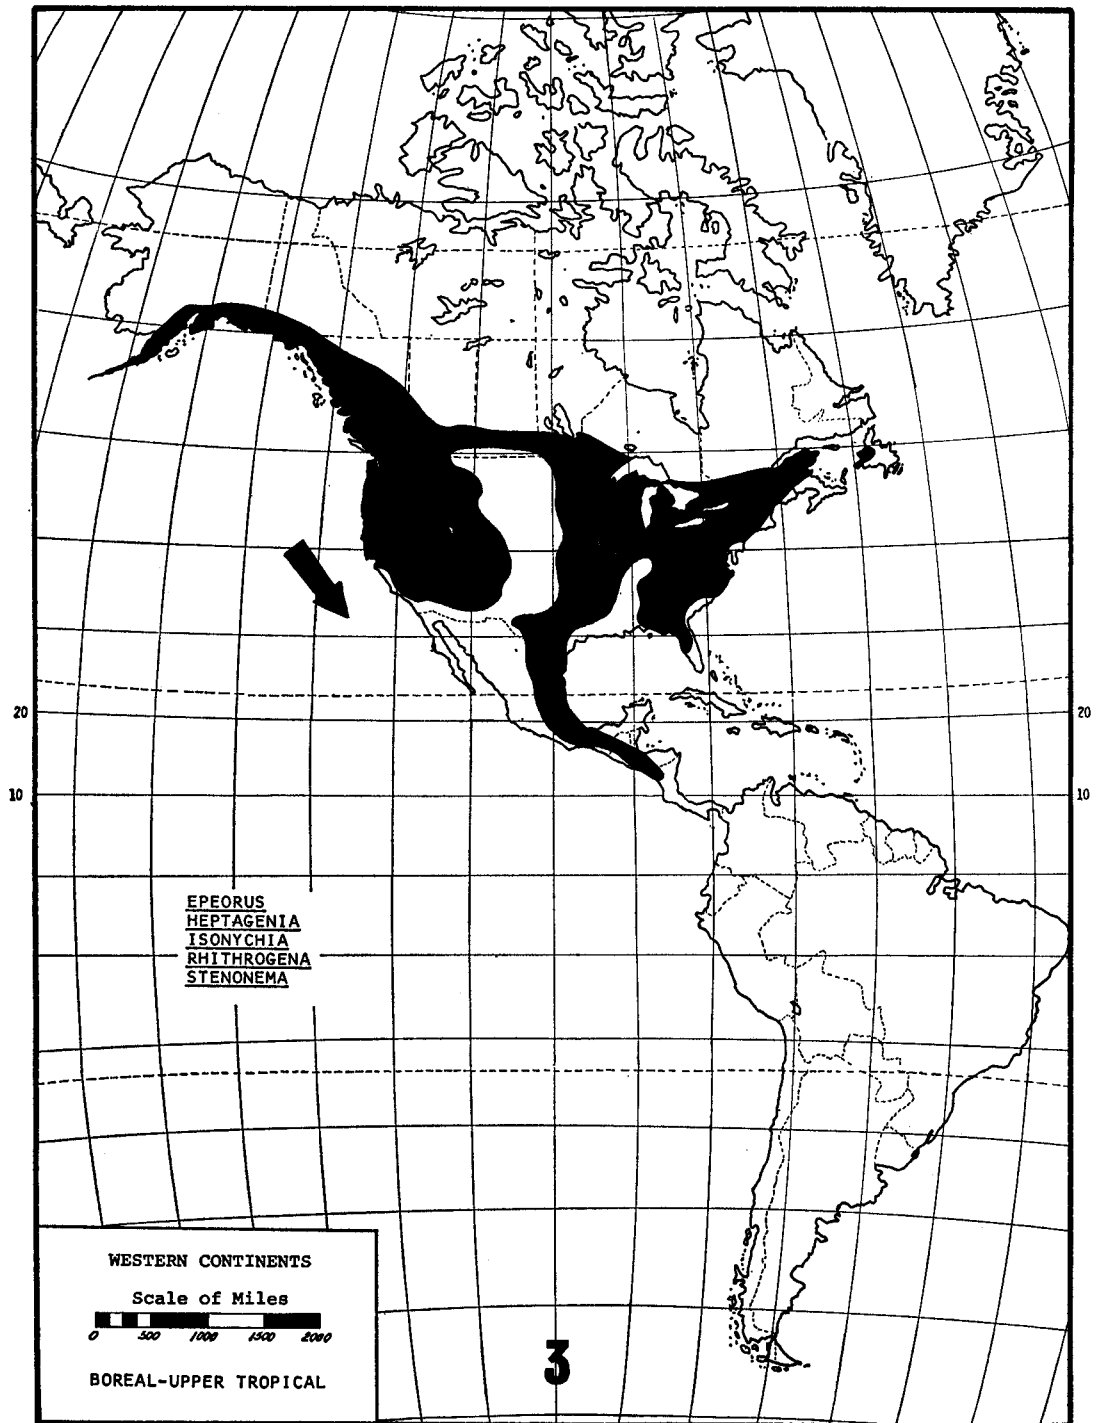 20
20
10
10
EPEORUS
HEPTAGENIA
ISONYCHIA
RHITHROGENA
STENONEMA
WESTERN CONTINENTS
Scale of Miles
0 500 1000 1500 2000
BOREAL-UPPER TROPICAL
3